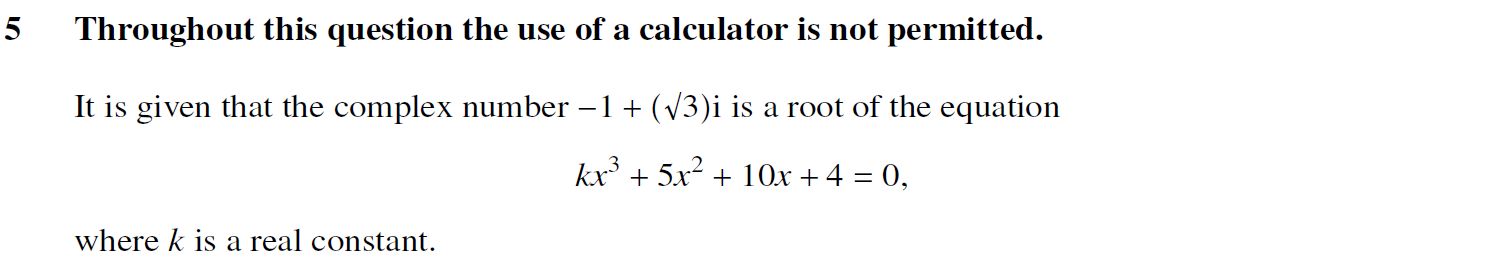 5 Throughout this question the use of a calculator is not permitted.
It is given that the complex number −1 + (√3)i is a root of the equation
kx³ + 5x² + 10x + 4 = 0,
where k is a real constant.